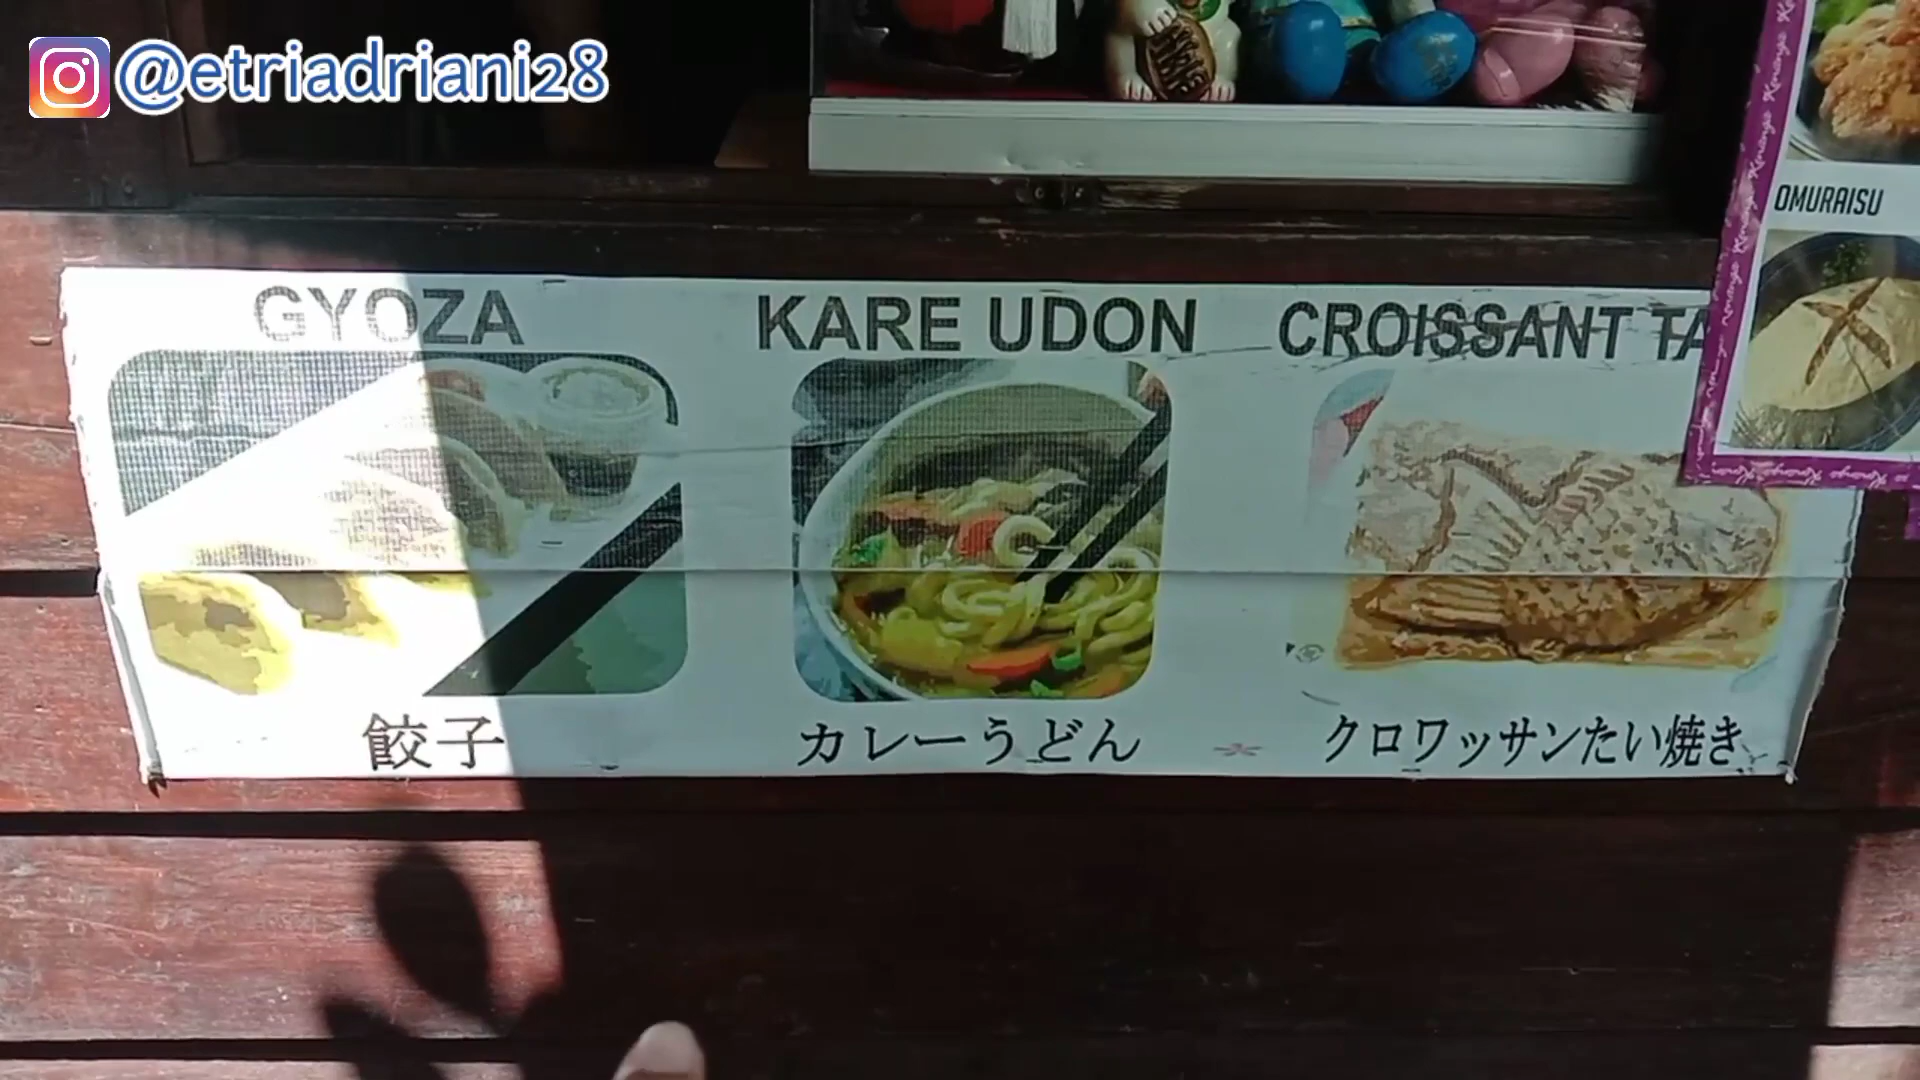 @etriadriani28
OMURAISU
GYOZA
KARE UDON
CROISSANT TA
餃子
カレーうどん
クロワッサンたい焼き